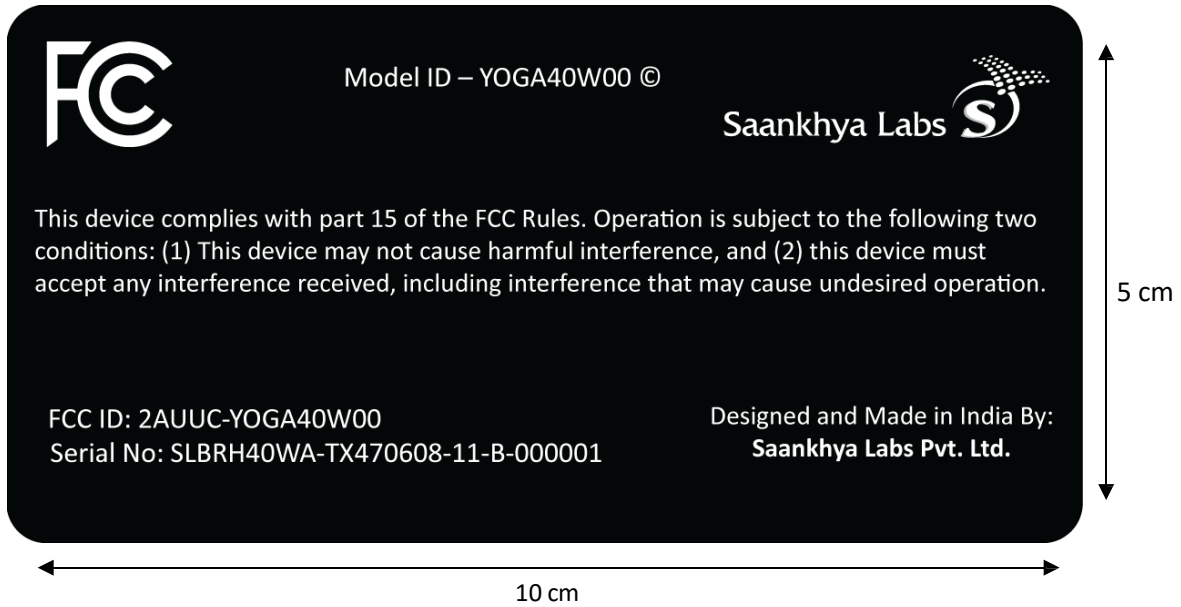 FC
Model ID – YOGA40W00 ©
Saankhya Labs S
This device complies with part 15 of the FCC Rules. Operation is subject to the following two
conditions: (1) This device may not cause harmful interference, and (2) this device must
accept any interference received, including interference that may cause undesired operation.
5 cm
FCC ID: 2AUUC-YOGA40W00
Serial No: SLBRH40WA-TX470608-11-B-000001
Designed and Made in India By:
Saankhya Labs Pvt. Ltd.
10 cm